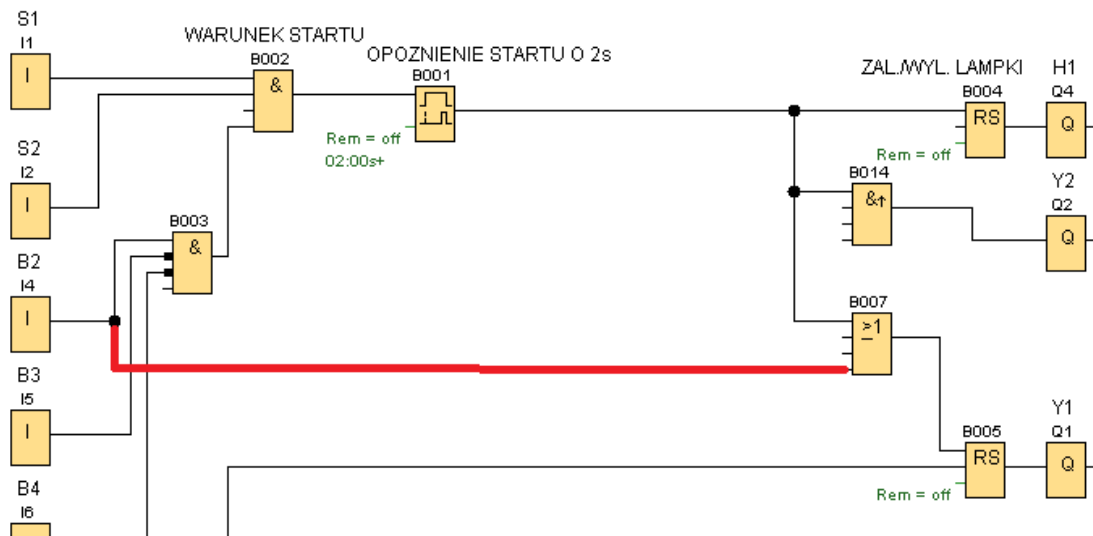 S1
I1
I
WARUNEK STARTU
B002
&
OPOZNIENIE STARTU O 2s
B001
Rem = off
02:00s+
ZAL./WYL. LAMPKI
B004
RS
Rem = off
H1
Q4
Q
S2
I2
I
B003
&
B014
&↑
Y2
Q2
Q
B2
I4
I
B007
≥1
B3
I5
I
B005
RS
Rem = off
Y1
Q1
Q
B4
I6